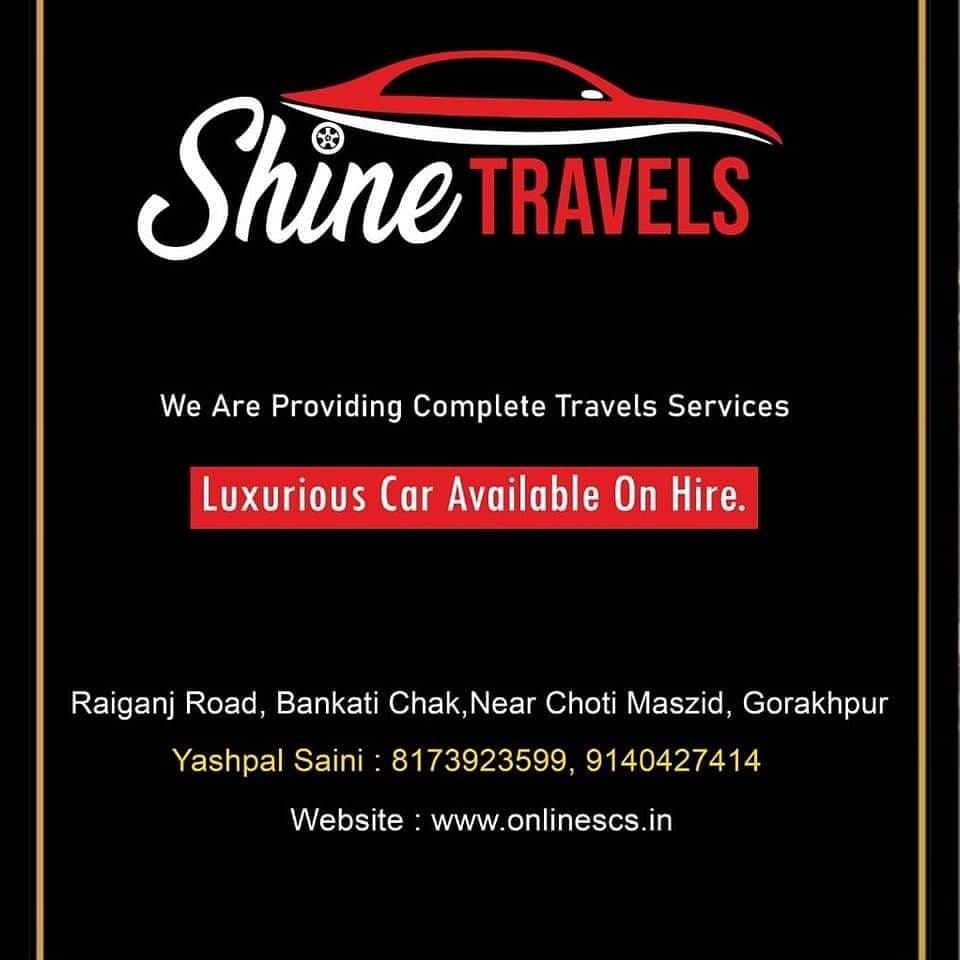 Shine TRAVELS
We Are Providing Complete Travels Services
Luxurious Car Available On Hire.
Raiganj Road, Bankati Chak,Near Choti Maszid, Gorakhpur
Yashpal Saini : 8173923599, 9140427414
Website : www.onlinescs.in